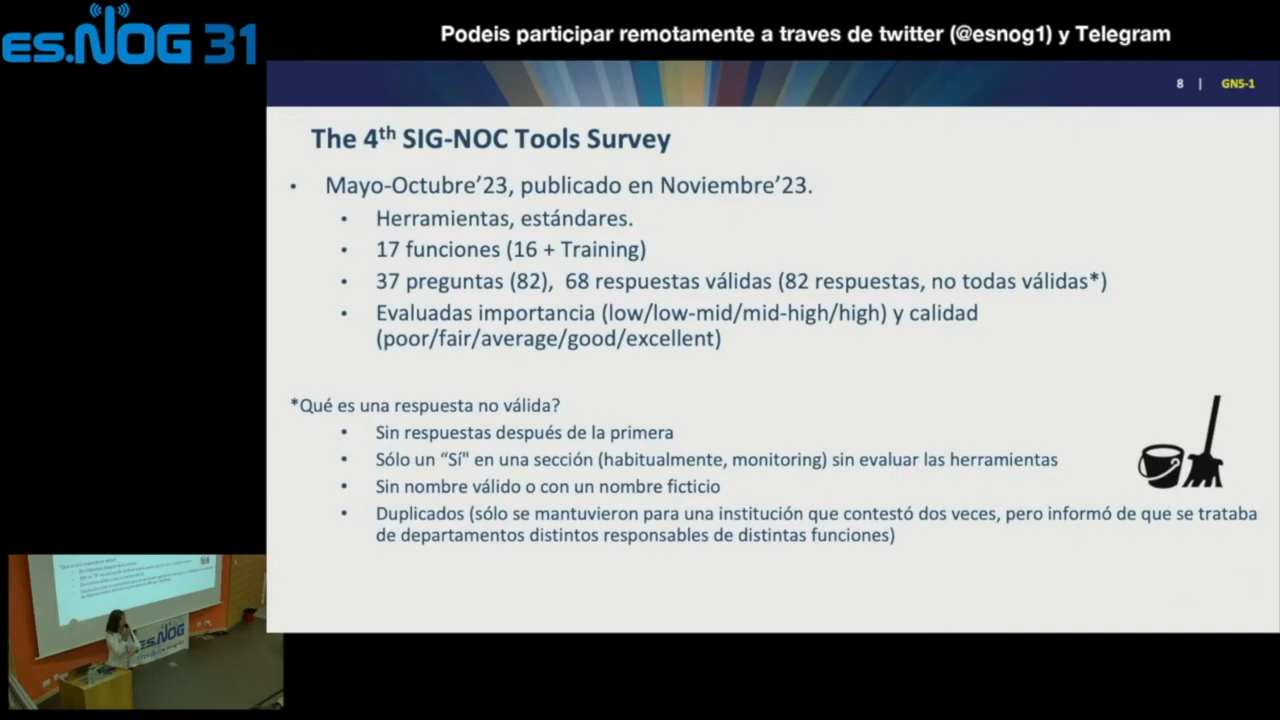 es.NOG 31
Podeis participar remotamente a traves de twitter (@esnog1) y Telegram
8 | GN5-1
The 4th SIG-NOC Tools Survey
• Mayo-Octubre’23, publicado en Noviembre’23.
• Herramientas, estándares.
• 17 funciones (16 + Training)
• 37 preguntas (82), 68 respuestas válidas (82 respuestas, no todas válidas*)
• Evaluadas importancia (low/low-mid/mid-high/high) y calidad
(poor/fair/average/good/excellent)
*Qué es una respuesta no válida?
• Sin respuestas después de la primera
• Sólo un “Sí" en una sección (habitualmente, monitoring) sin evaluar las herramientas
• Sin nombre válido o con un nombre ficticio
• Duplicados (sólo se mantuvieron para una institución que contestó dos veces, pero informó de que se trataba
de departamentos distintos responsables de distintas funciones)
es.NOG